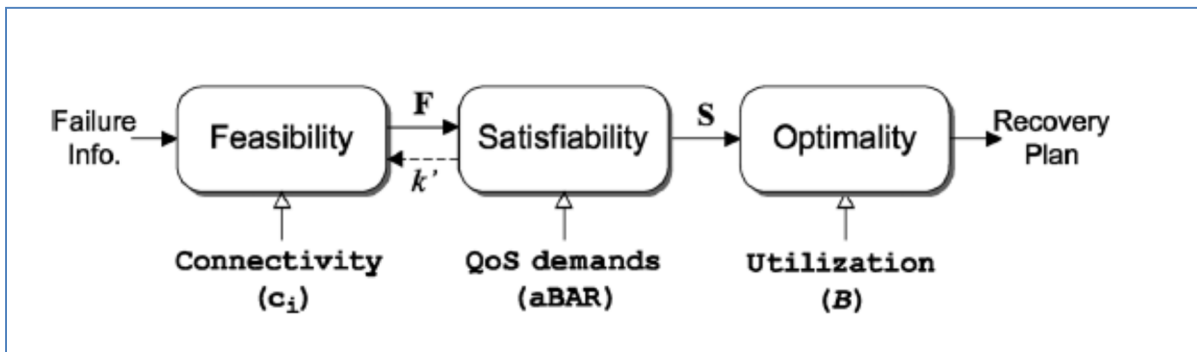 Failure
Info.
Feasibility
F
k’
Satisfiability
S
Optimality
Recovery
Plan
Connectivity
(cᵢ)
QoS demands
(aBAR)
Utilization
(B)